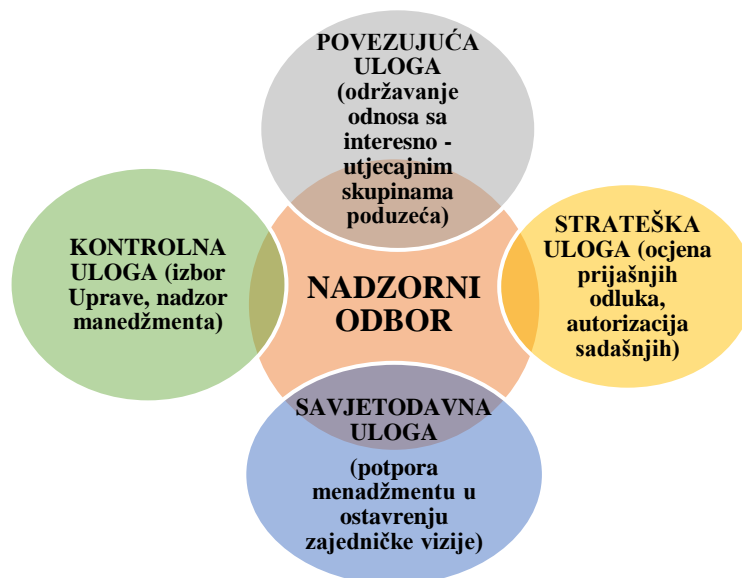 POVEZUJUĆA
ULOGA
(održavanje
odnosa sa
interesno -
utjecajnim
skupinama
poduzeća)
KONTROLNA
ULOGA (izbor
Uprave, nadzor
manedžmenta)
NADZORNI
ODBOR
STRATEŠKA
ULOGA (ocjena
prijašnjih
odluka,
autorizacija
sadašnjih)
SAVJETODAVNA
ULOGA
(potpora
menadžmentu u
ostavrenju
zajedničke vizije)